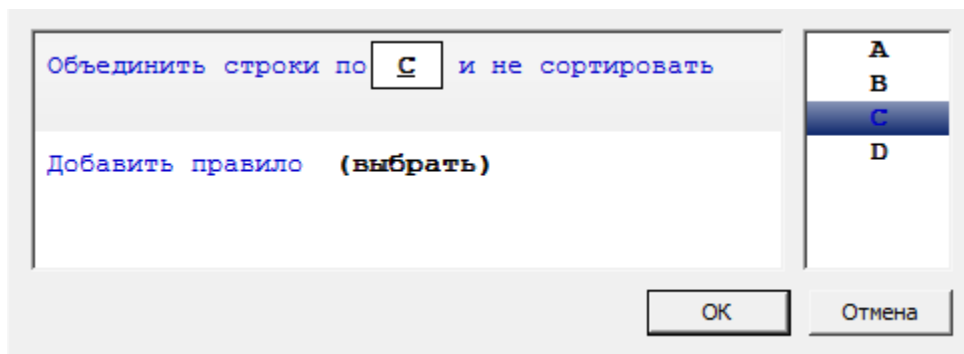 Объединить строки по C и не сортировать
Добавить правило (выбрать)
A
B
C
D
OK
Отмена